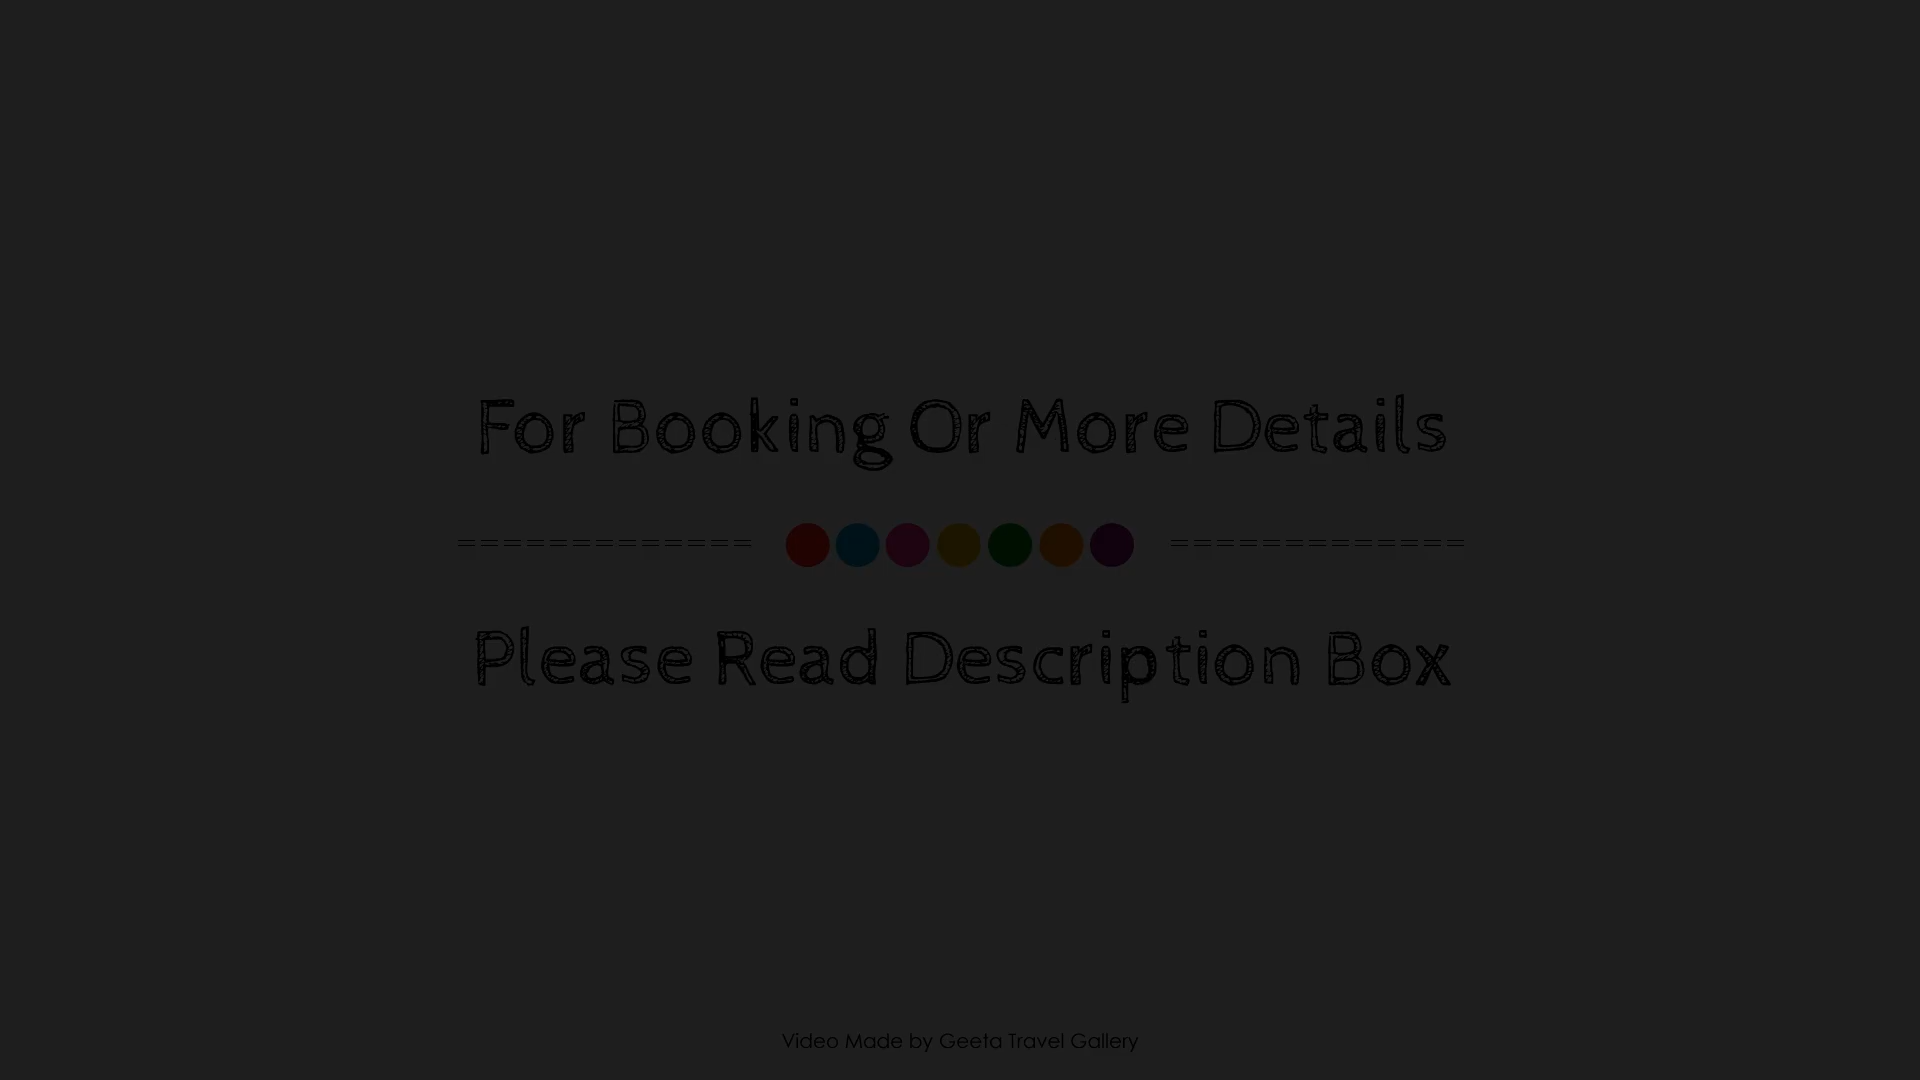 For Booking Or More Details
============= =============
Please Read Description Box
Video Made by Geeta Travel Gallery